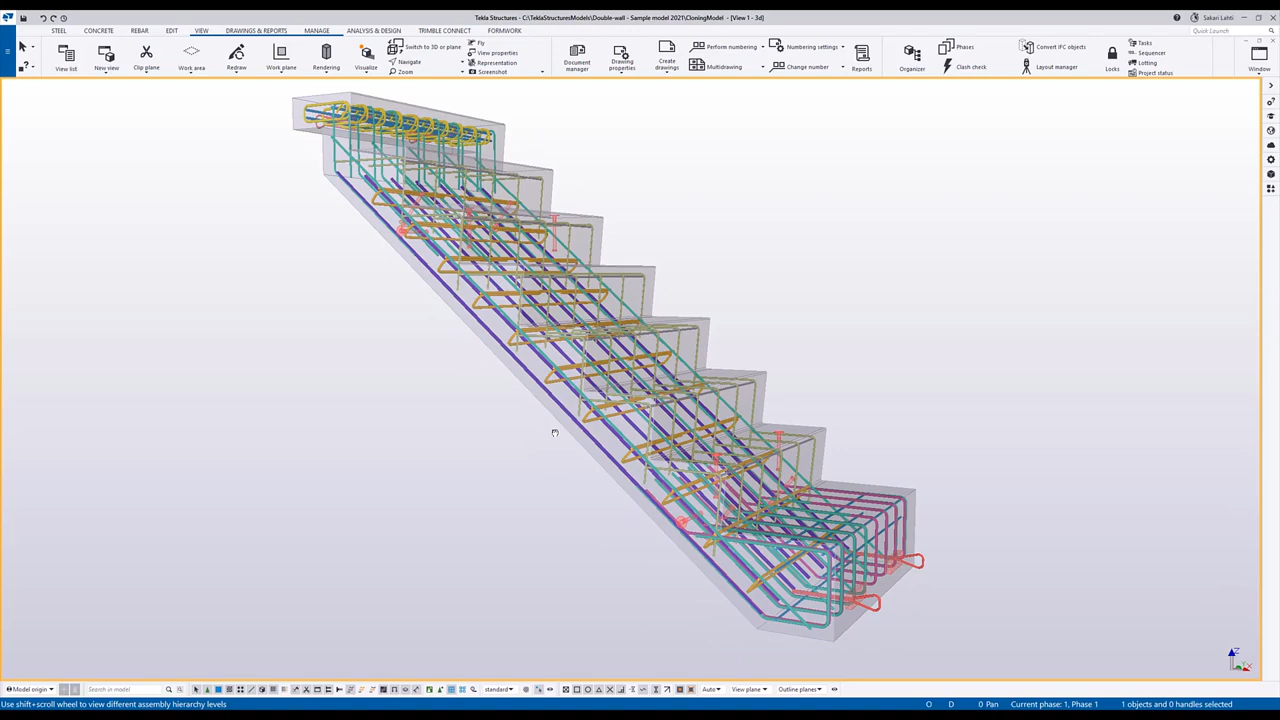 Tekla Structures - C:\TeklaStructuresModels\Double-wall - Sample model 2021\CloningModel - [View 1 - 3d]
Sakari Lahti
STEEL CONCRETE REBAR VIEW EDIT DRAWINGS & REPORTS MANAGE ANALYSIS & DESIGN TRIMBLE CONNECT FORMWORK
Quick Launch
View list
New view
Clip plane
Work area
Redraw
Work plane
Rendering
Visualize
Switch to 3D or plane
Navigate
Zoom
Fly
View properties
Representation
Screenshot
Document manager
Drawing properties
Create drawings
Perform numbering
Multidrawing
Numbering settings
Change number
Reports
Organizer
Phases
Clash check
Convert IFC objects
Layout manager
Locks
Tasks
Sequencer
Lotting
Project status
Window
Z
Model origin
Search in model
standard
Auto
View plane
Outline planes
Use shift+scroll wheel to view different assembly hierarchy levels
O D 0 Pan Current phase: 1, Phase 1 1 objects and 0 handles selected